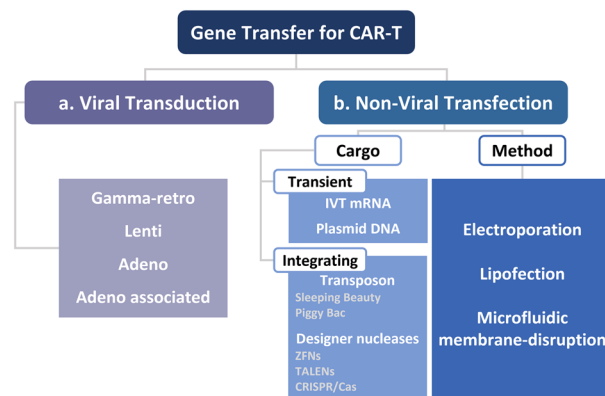 Gene Transfer for CAR-T
a. Viral Transduction
Gamma-retro
Lenti
Adeno
Adeno associated
b. Non-Viral Transfection
Cargo
Transient
IVT mRNA
Plasmid DNA
Integrating
Transposon
Sleeping Beauty
Piggy Bac
Designer nucleases
ZFNs
TALENs
CRISPR/Cas
Method
Electroporation
Lipofection
Microfluidic
membrane-disruption